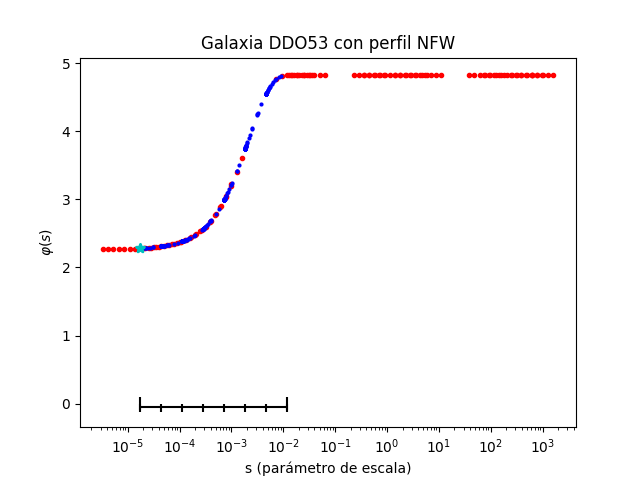 Galaxia DDO53 con perfil NFW
φ(s)
5
4
3
2
1
0
10⁻⁵ 10⁻⁴ 10⁻³ 10⁻² 10⁻¹ 10⁰ 10¹ 10² 10³
s (parámetro de escala)